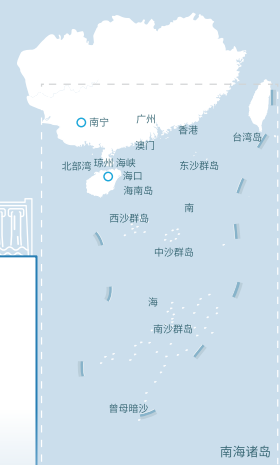 广州
南宁
香港
台湾岛
澳门
北部湾
琼州 海峡
东沙群岛
海口
海南岛
南
西沙群岛
中沙群岛
海
南沙群岛
曾母暗沙
南海诸岛